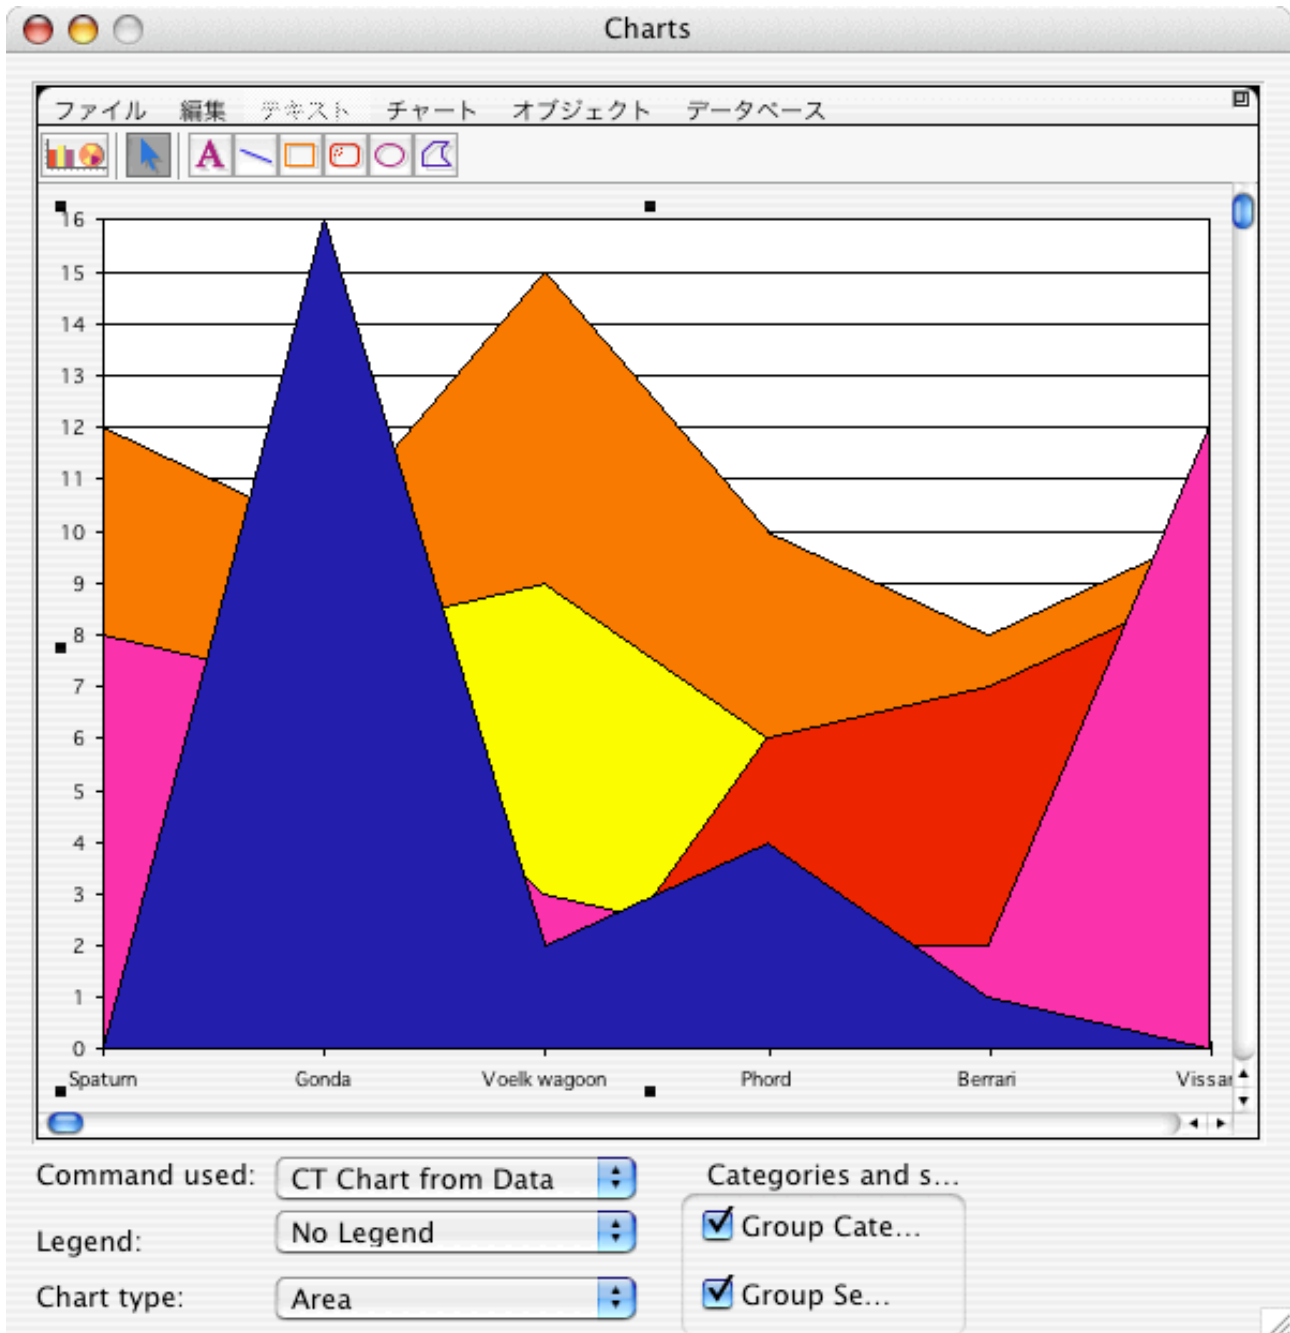 Charts
ファイル 編集 テキスト チャート オブジェクト データベース
A
16
15
14
13
12
11
10
9
8
7
6
5
4
3
2
1
0
Spaturn Gonda Voelk wagoon Phord Berrari Vissar
Command used: CT Chart from Data Categories and s...
Legend: No Legend Group Cate...
Chart type: Area Group Se...